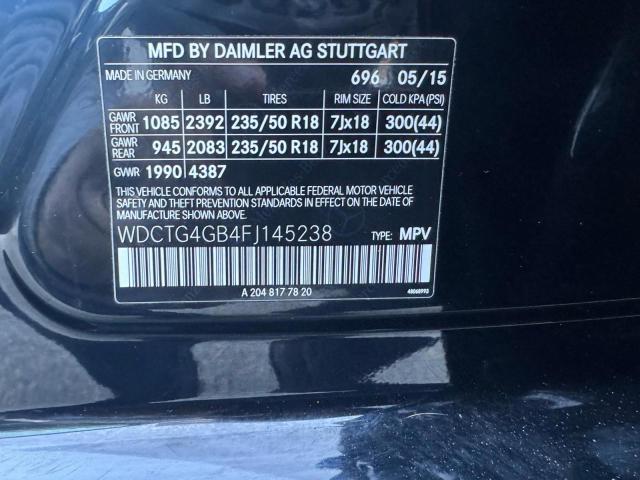 MFD BY DAIMLER AG STUTTGART
MADE IN GERMANY 696 05/15
KG LB TIRES RIM SIZE COLD KPA (PSI)
GAWR FRONT 1085 2392 235/50 R18 7Jx18 300(44)
GAWR REAR 945 2083 235/50 R18 7Jx18 300(44)
GVWR 1990 4387
THIS VEHICLE CONFORMS TO ALL APPLICABLE FEDERAL MOTOR VEHICLE
SAFETY AND THEFT PREVENTION STANDARDS IN
EFFECT ON THE DATE OF MANUFACTURE SHOWN ABOVE.
WDCTG4GB4FJ145238 TYPE: MPV
A 204 817 78 20